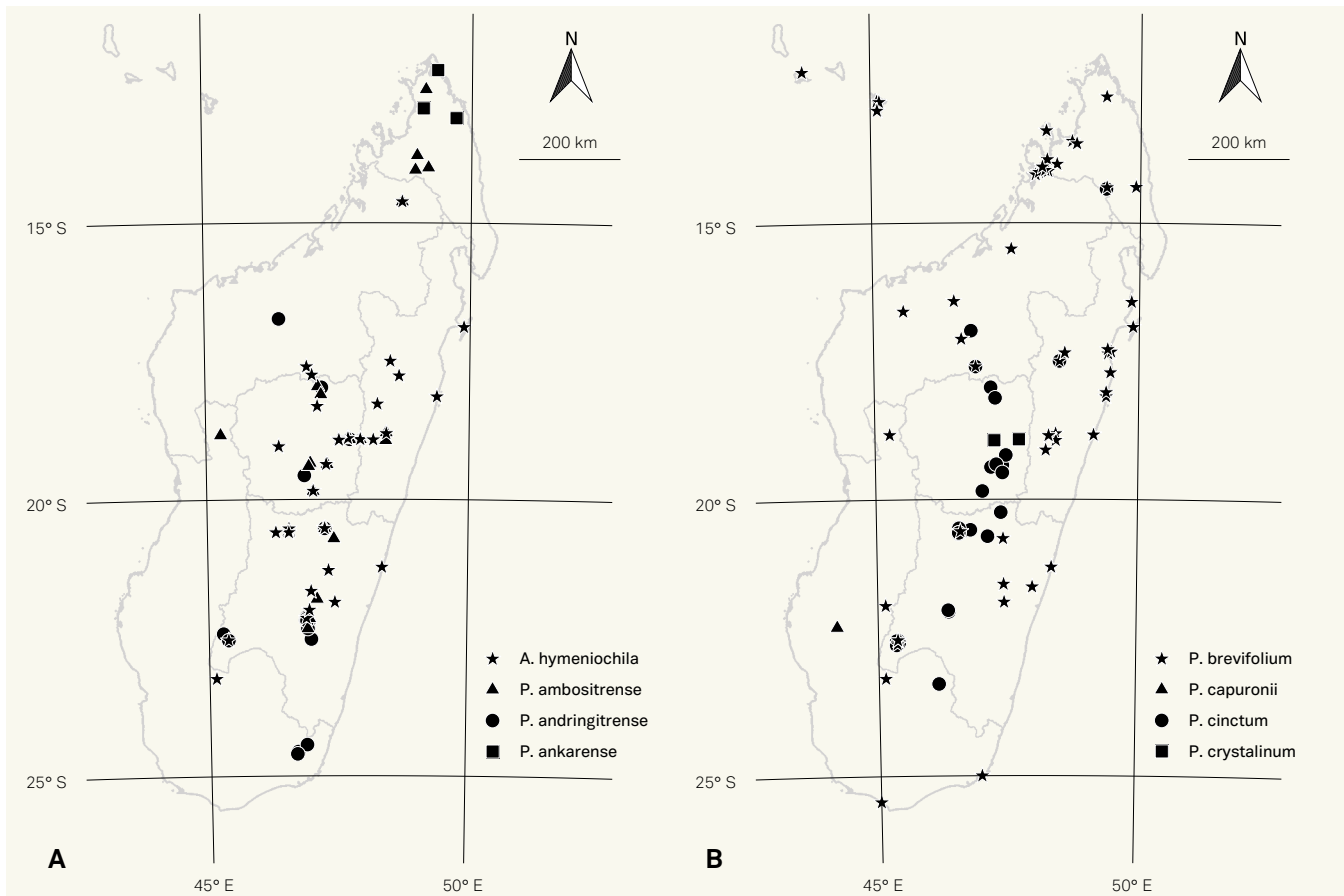 N
200 km
15° S
20° S
25° S
A. hymeniochila
P. ambositrense
P. andringitrense
P. ankarense
A
45° E
50° E
N
200 km
15° S
20° S
25° S
P. brevifolium
P. capuronii
P. cinctum
P. crystalinum
B
45° E
50° E